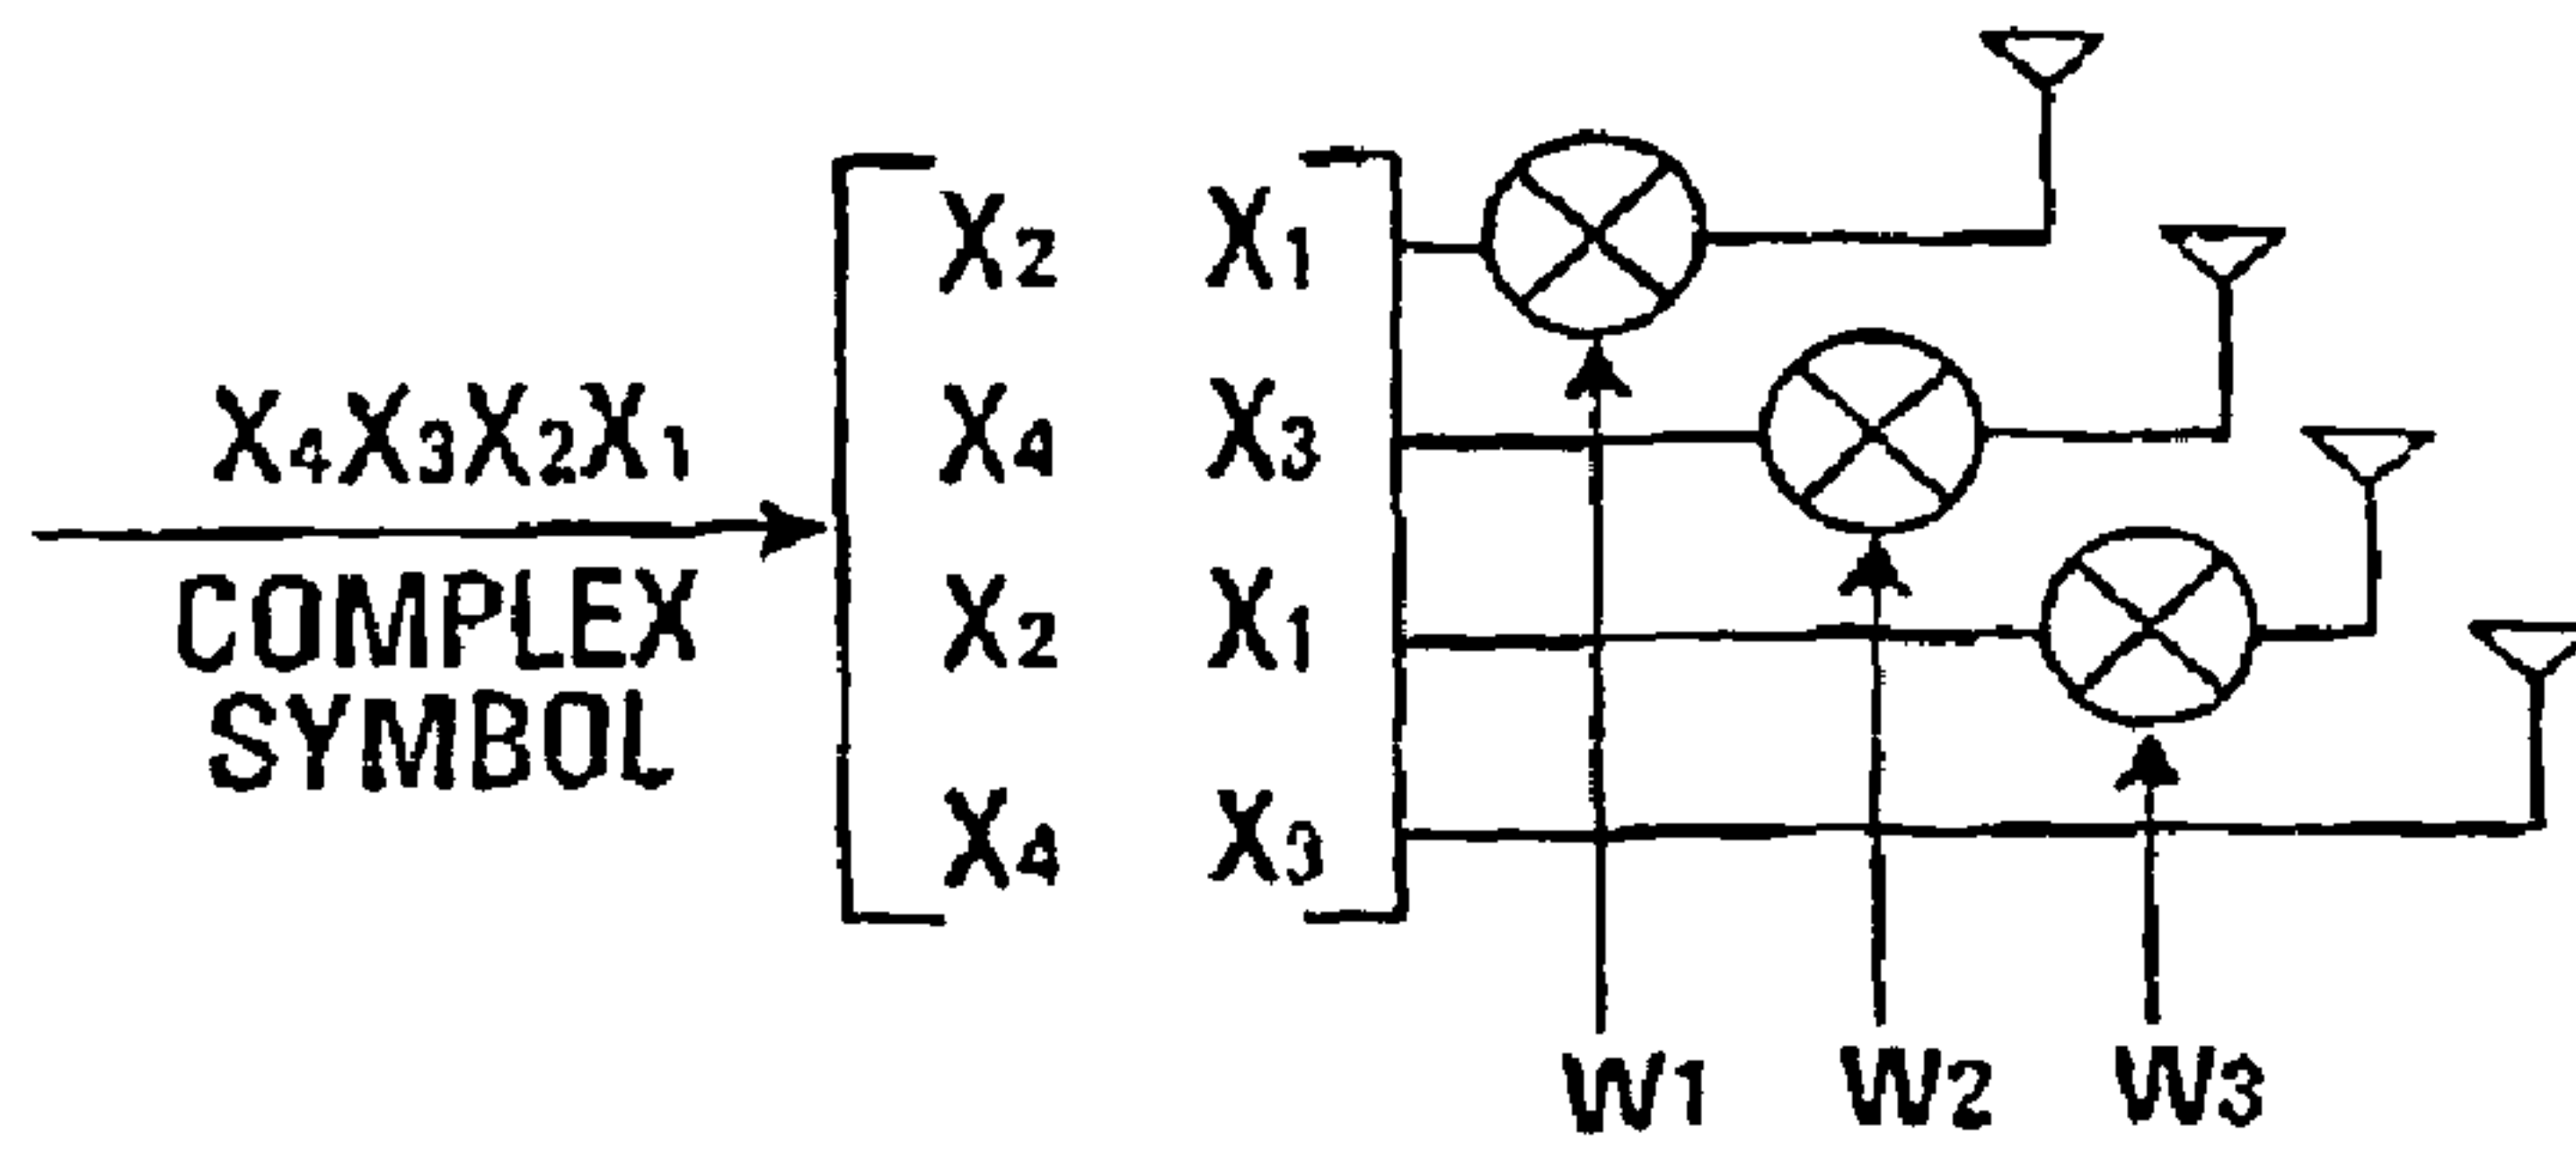 X₂ X₁
X₄X₃X₂X₁ X₄ X₃
COMPLEX X₂ X₁
SYMBOL
X₄ X₃
W1 W2 W3